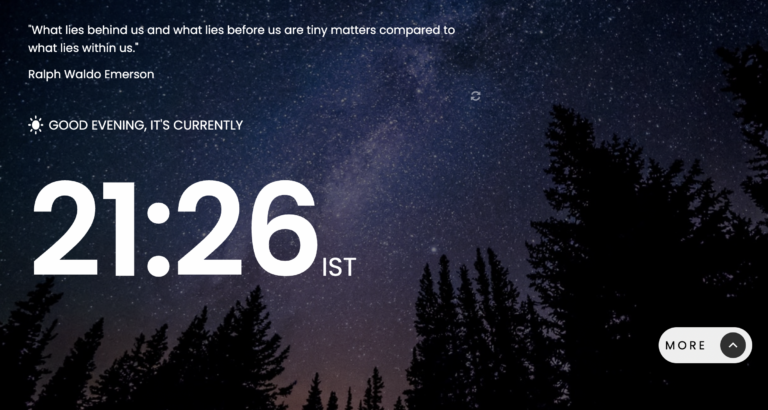 "What lies behind us and what lies before us are tiny matters compared to
what lies within us."
Ralph Waldo Emerson
GOOD EVENING, IT'S CURRENTLY
21:26 IST
MORE